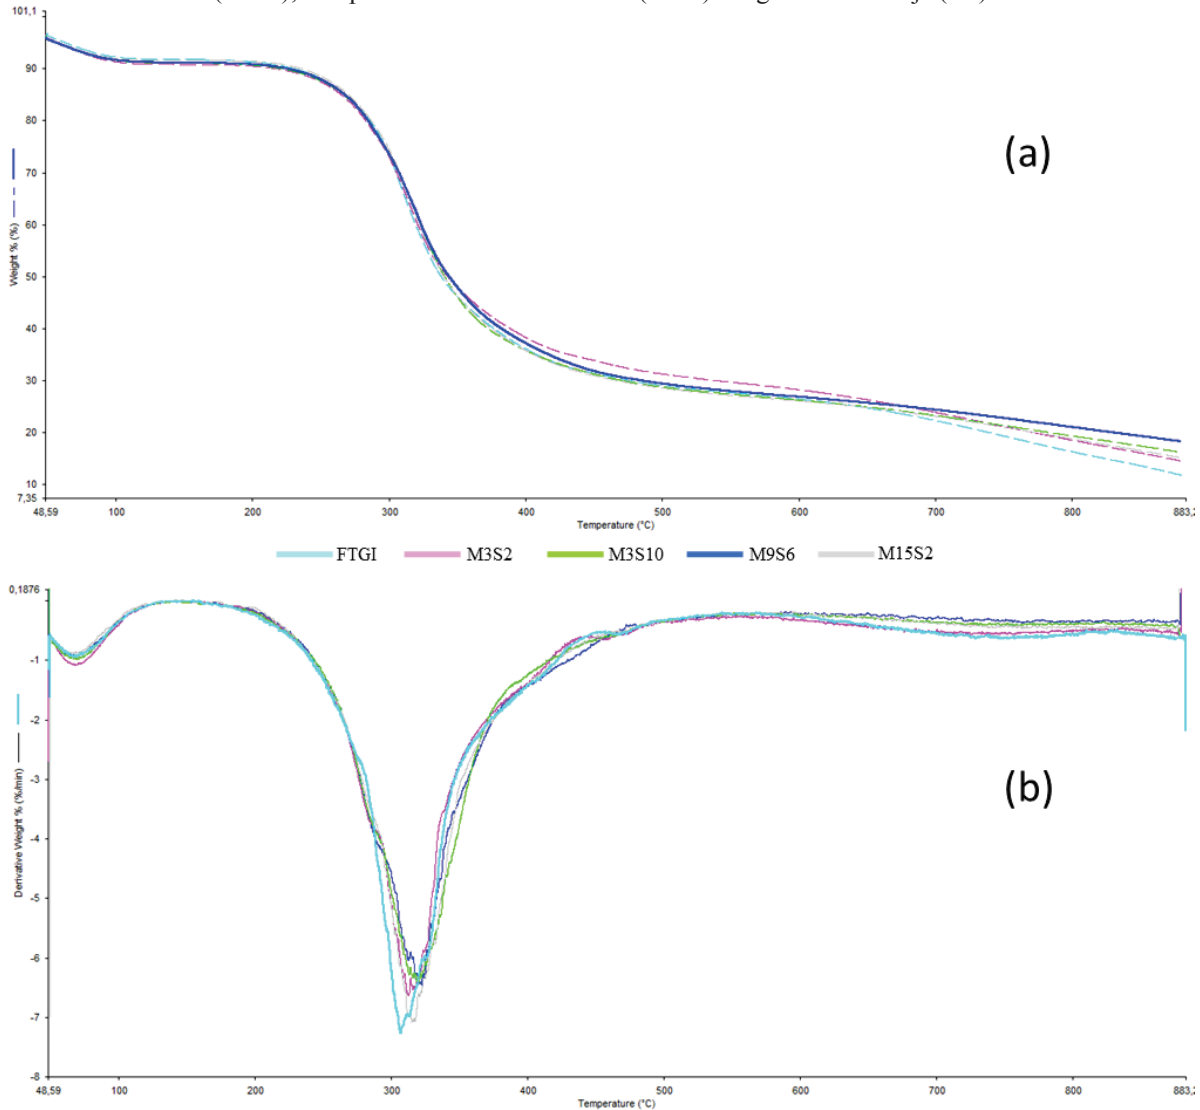 101,1
90
80
70
60
50
40
30
20
10
7,35
Weight % (%)
(a)
48,59 100 200 300 400 500 600 700 800 883,2
Temperature (°C)
FTGI M3S2 M3S10 M9S6 M15S2
0,1876
-1
-2
-3
-4
-5
-6
-7
-8
Derivative Weight % (%/min)
(b)
48,59 100 200 300 400 500 600 700 800 883,2
Temperature (°C)